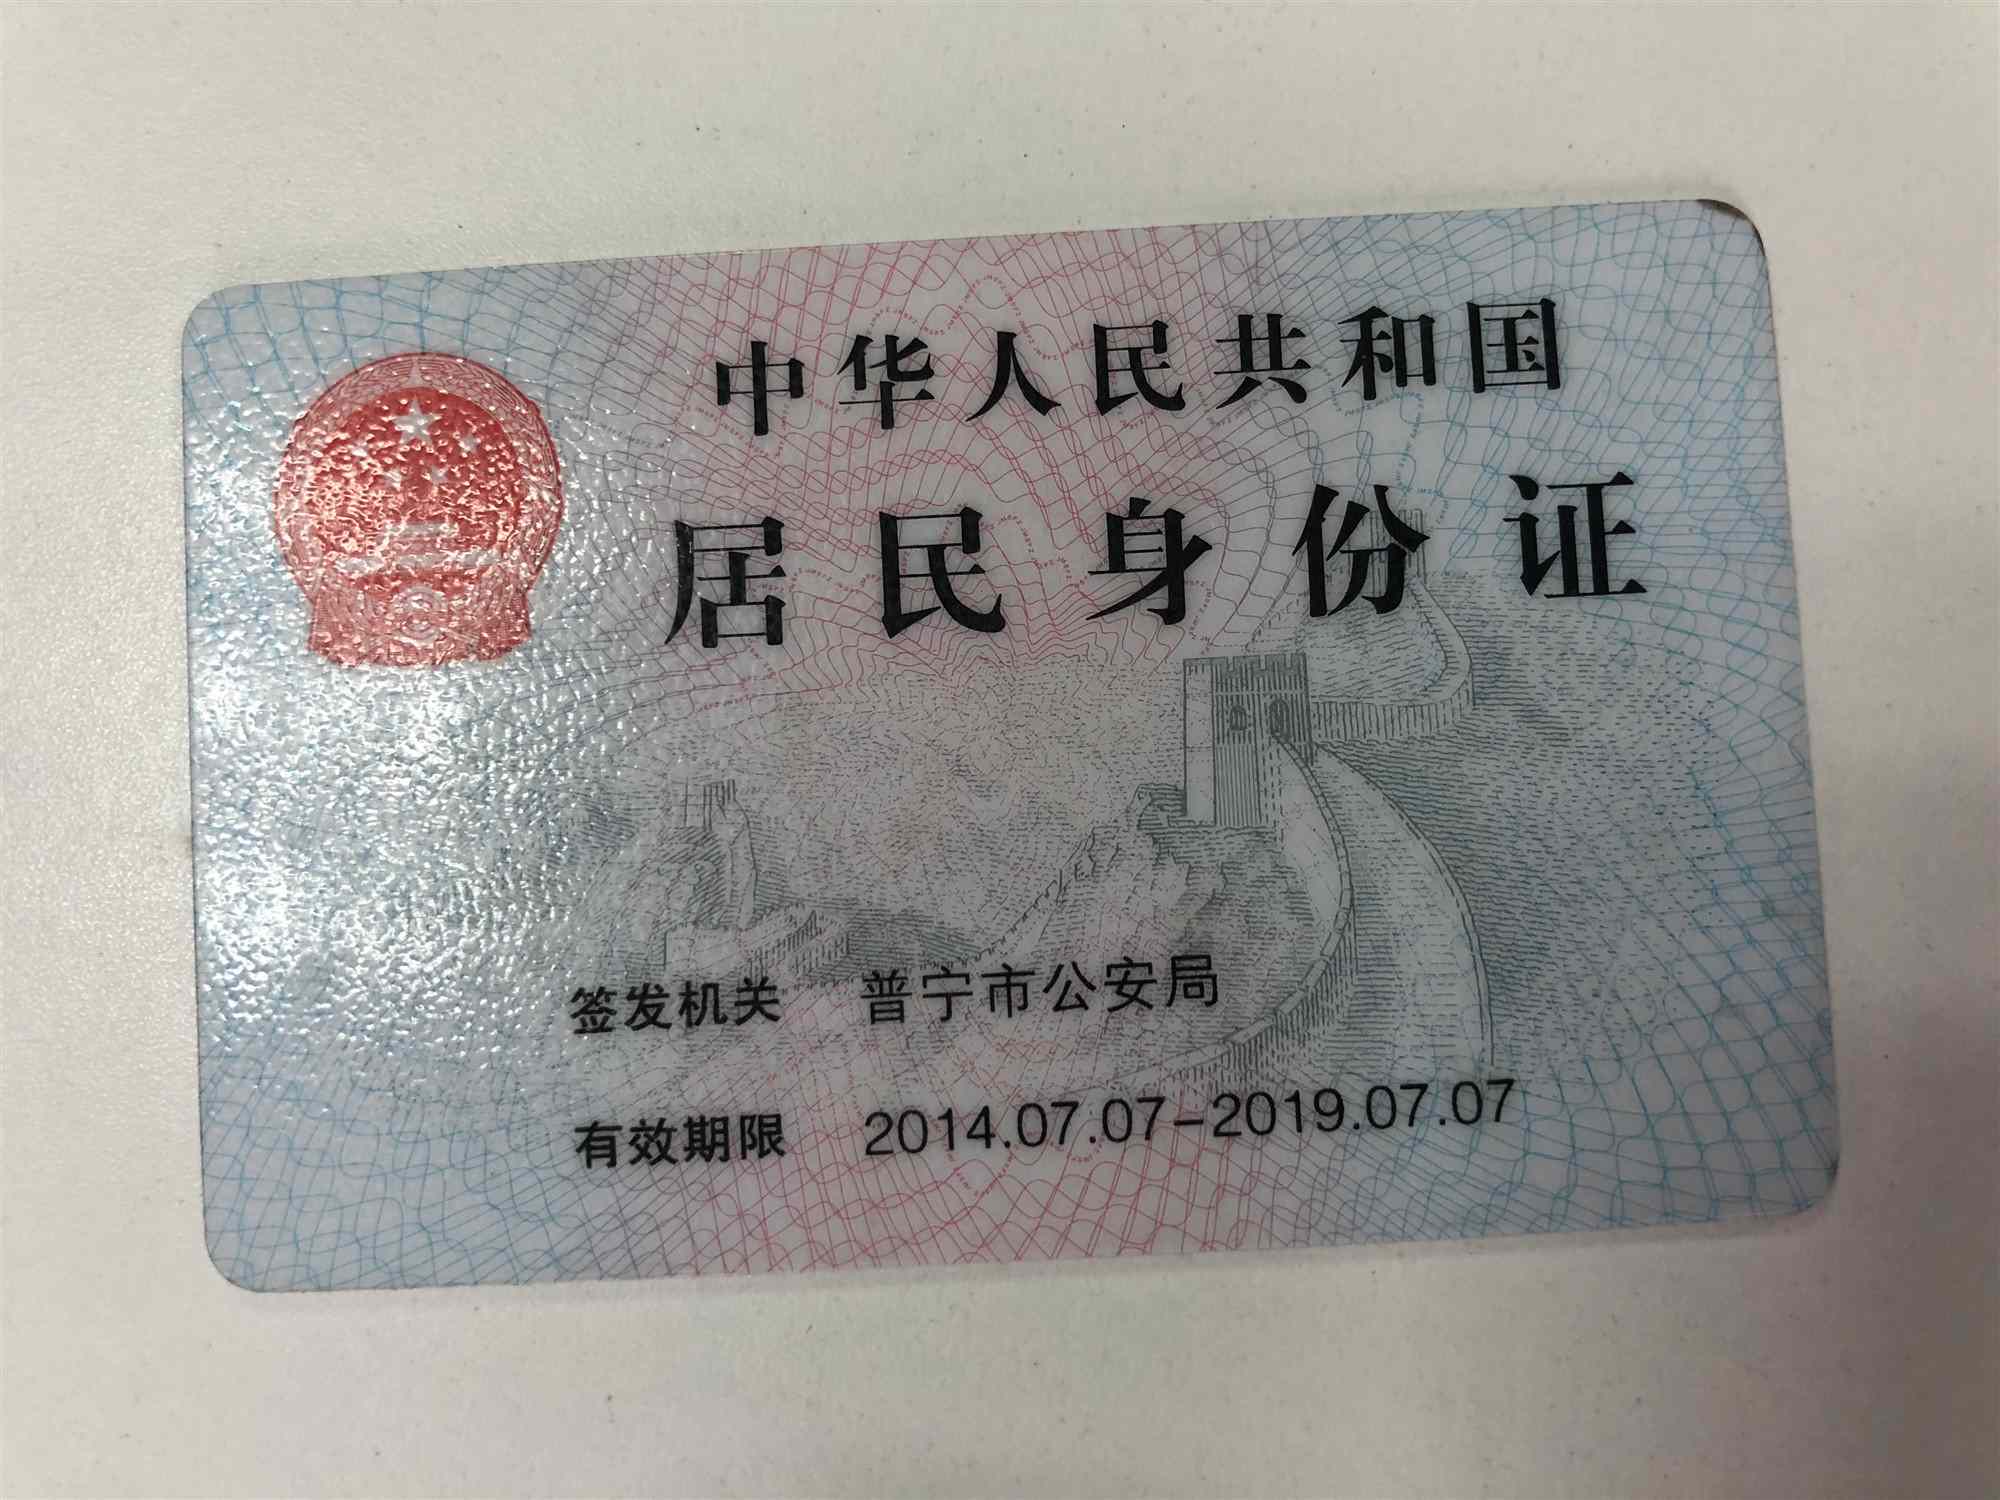 中华人民共和国
居民身份证
签发机关 普宁市公安局
有效期限 2014.07.07-2019.07.07